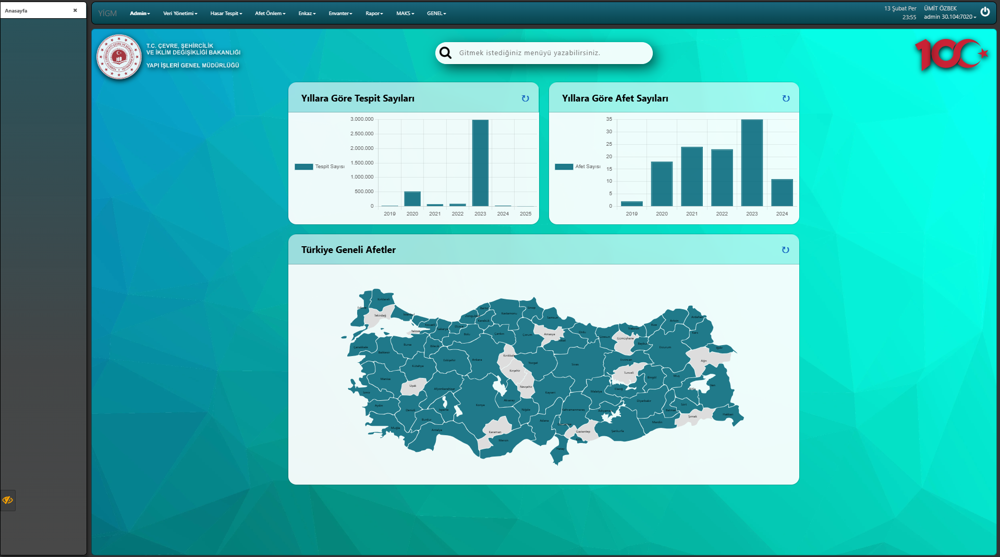 Anasayfa ×
YİGM Admin Veri Yönetimi Hasar Tespit Afet Önlem Enkaz Envanter Rapor MAKS GENEL
13 Şubat Per
23:55
ÜMİT ÖZBEK
admin 30.104:7020
T.C. ÇEVRE, ŞEHİRCİLİK
VE İKLİM DEĞİŞİKLİĞİ BAKANLIĞI
YAPI İŞLERİ GENEL MÜDÜRLÜĞÜ
Gitmek istediğiniz menüyü yazabilirsiniz.
100
Yıllara Göre Tespit Sayıları
3.000.000
2.500.000
2.000.000
1.500.000
1.000.000
500.000
0
Tespit Sayısı
2019 2020 2021 2022 2023 2024 2025
Yıllara Göre Afet Sayıları
35
30
25
20
15
10
5
0
Afet Sayısı
2019 2020 2021 2022 2023 2024
Türkiye Geneli Afetler
Kırklareli
Edirne
Tekirdağ
İstanbul
Yalova
Kocaeli
Sakarya
Düzce
Zonguldak
Bartın
Karabük
Kastamonu
Sinop
Samsun
Bolu
Çankırı
Çorum
Amasya
Tokat
Ordu
Giresun
Gümüşhane
Trabzon
Rize
Artvin
Ardahan
Kars
Bayburt
Erzurum
Iğdır
Ağrı
Çanakkale
Balıkesir
Bursa
Bilecik
Kütahya
Eskişehir
Ankara
Kırıkkale
Kırşehir
Yozgat
Sivas
Erzincan
Tunceli
Bingöl
Muş
Bitlis
Van
Manisa
İzmir
Uşak
Afyonkarahisar
Nevşehir
Kayseri
Malatya
Elazığ
Diyarbakır
Batman
Siirt
Şırnak
Hakkari
Aydın
Denizli
Isparta
Burdur
Konya
Aksaray
Niğde
Kahramanmaraş
Adıyaman
Mardin
Muğla
Antalya
Karaman
Mersin
Adana
Osmaniye
Gaziantep
Kilis
Şanlıurfa
Hatay